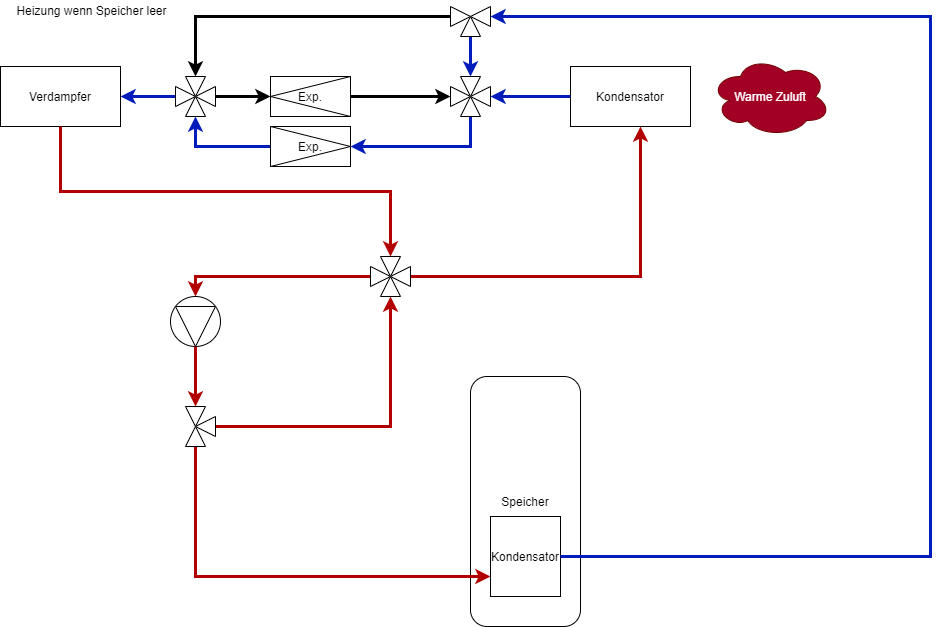 Heizung wenn Speicher leer
Verdampfer
Exp.
Kondensator
Warme Zuluft
Exp.
Speicher
Kondensator